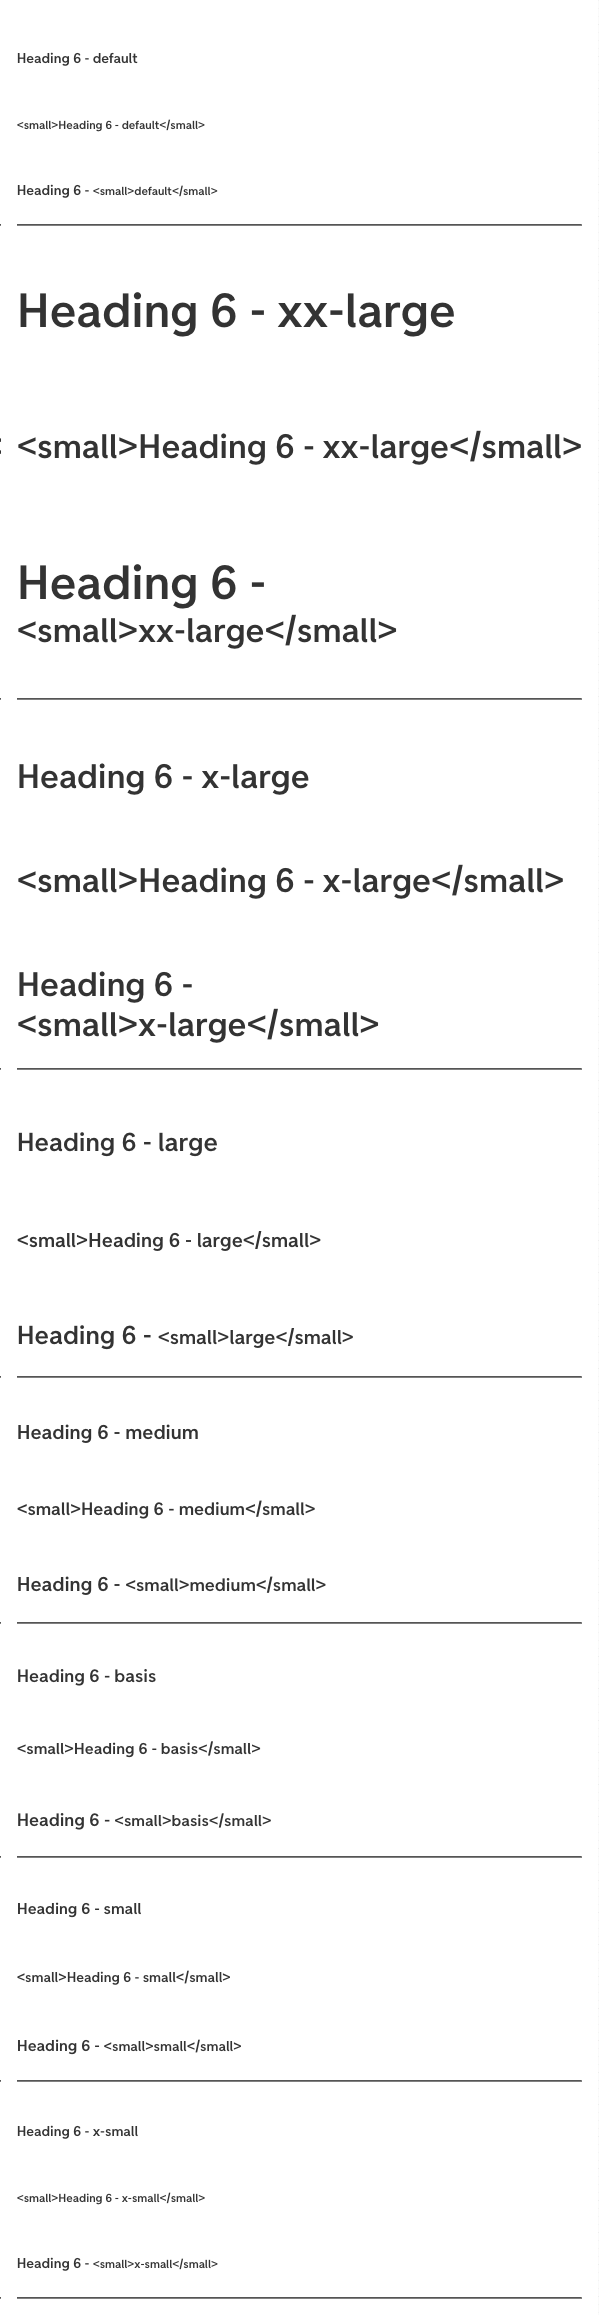 Heading 6 - default
<small>Heading 6 - default</small>
Heading 6 - <small>default</small>
Heading 6 - xx-large
<small>Heading 6 - xx-large</small>
Heading 6 -
<small>xx-large</small>
Heading 6 - x-large
<small>Heading 6 - x-large</small>
Heading 6 -
<small>x-large</small>
Heading 6 - large
<small>Heading 6 - large</small>
Heading 6 - <small>large</small>
Heading 6 - medium
<small>Heading 6 - medium</small>
Heading 6 - <small>medium</small>
Heading 6 - basis
<small>Heading 6 - basis</small>
Heading 6 - <small>basis</small>
Heading 6 - small
<small>Heading 6 - small</small>
Heading 6 - <small>small</small>
Heading 6 - x-small
<small>Heading 6 - x-small</small>
Heading 6 - <small>x-small</small>